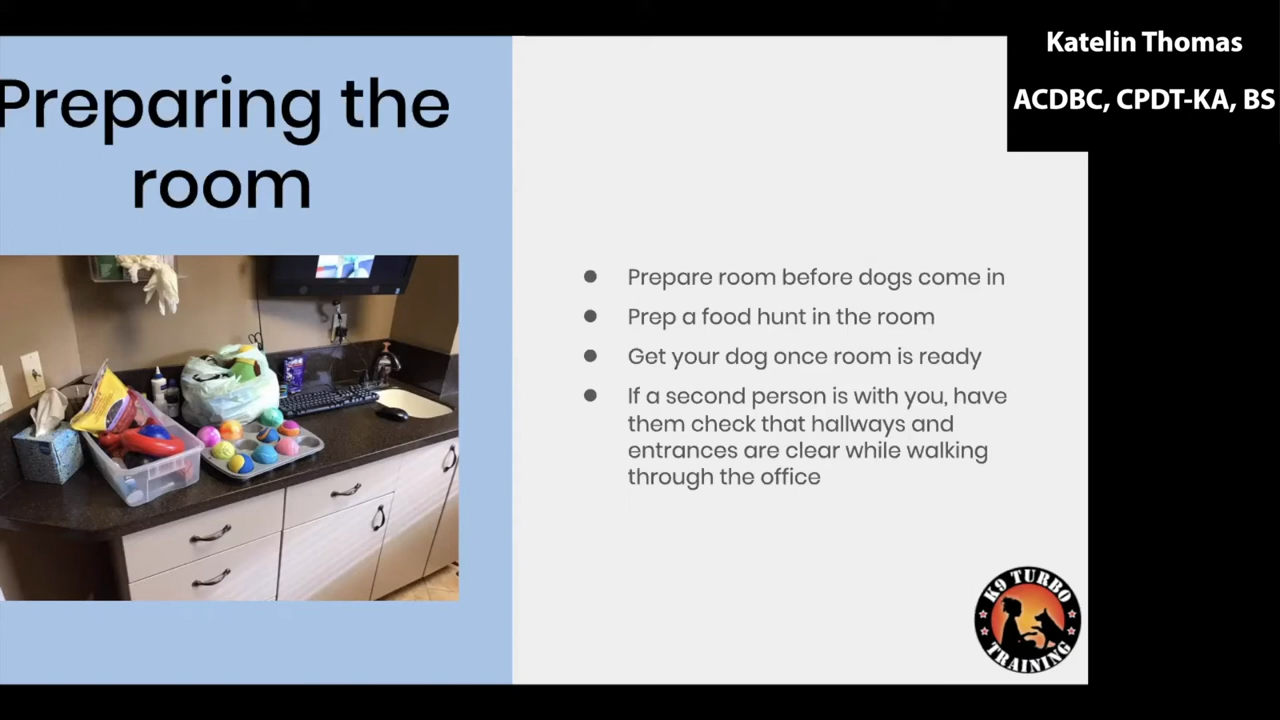 Katelin Thomas
ACDBC, CPDT-KA, BS
Preparing the
room
● Prepare room before dogs come in
● Prep a food hunt in the room
● Get your dog once room is ready
● If a second person is with you, have
them check that hallways and
entrances are clear while walking
through the office
K9 TURBO
TRAINING